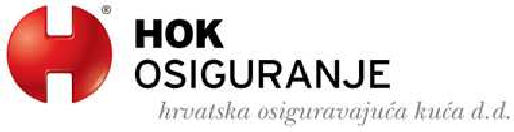 H®
HOK
OSIGURANJE
hrvatska osiguravajuća kuća d.d.